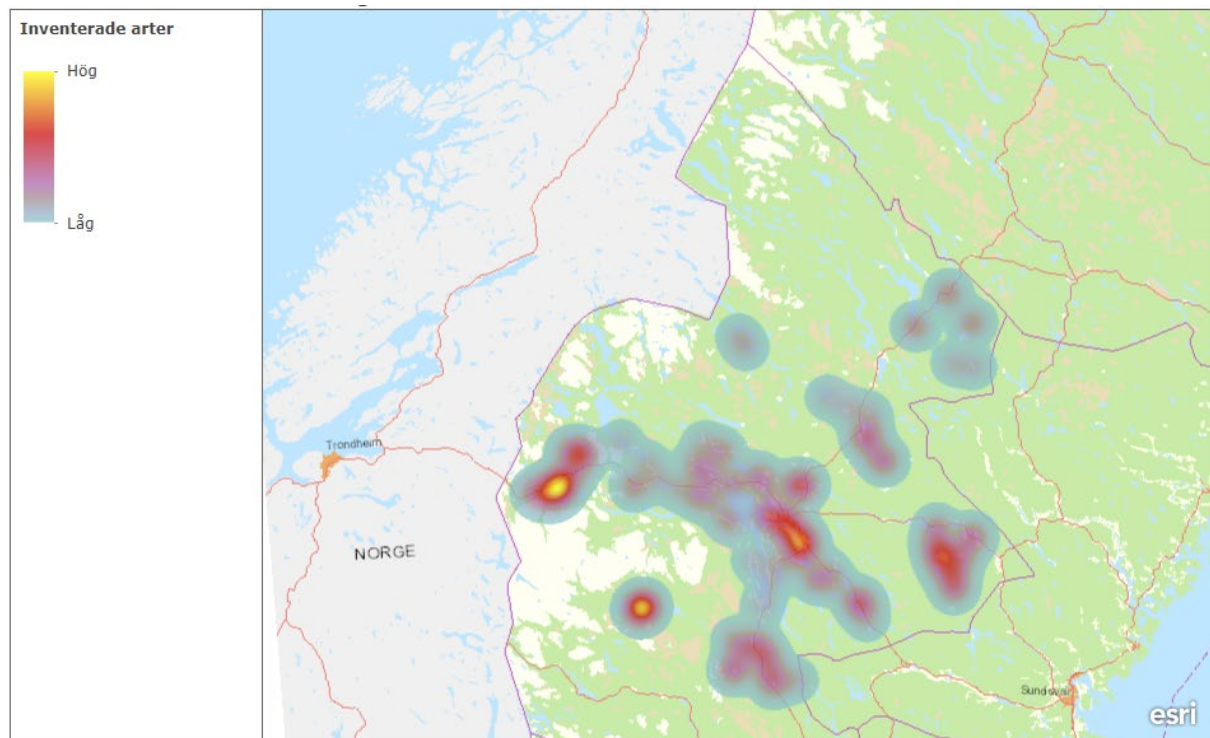 Inventerade arter
Hög
Låg
Trondheim
NORGE
Sundsvall
esri